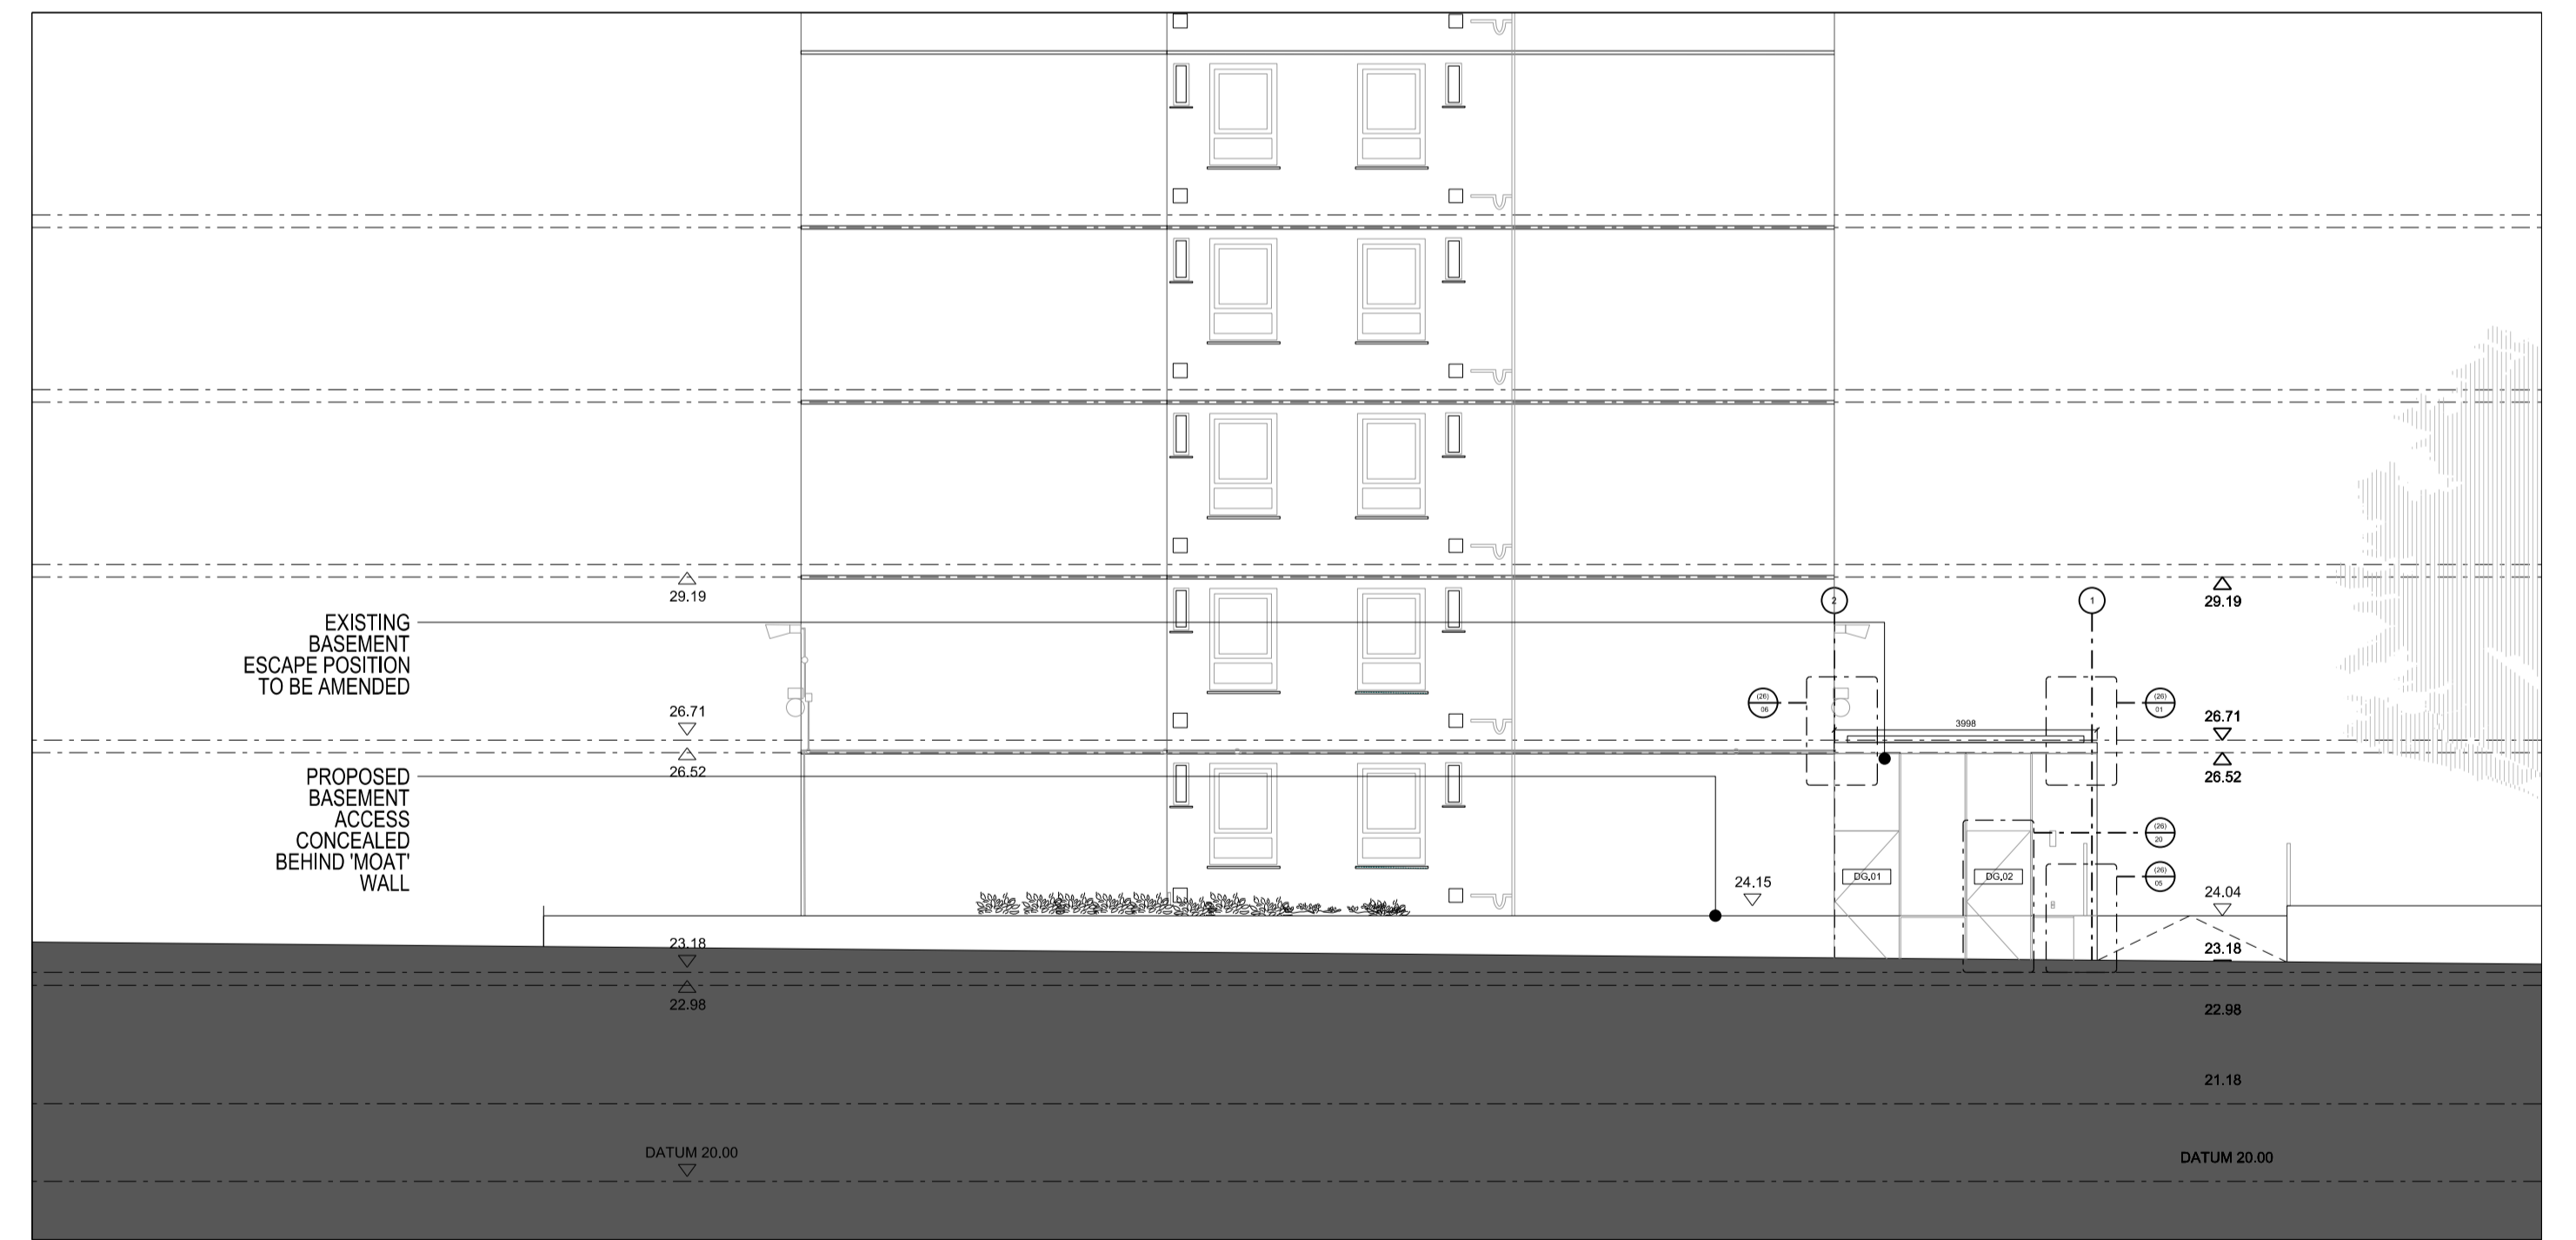 29.19
EXISTING
BASEMENT
ESCAPE POSITION
TO BE AMENDED
2
1
29.19
26.71
(26)
06
3998
(26)
01
26.71
26.52
26.52
PROPOSED
BASEMENT
ACCESS
CONCEALED
BEHIND 'MOAT'
WALL
(26)
20
24.15
DG.01
DG.02
(26)
05
24.04
23.18
23.18
22.98
22.98
21.18
DATUM 20.00
DATUM 20.00